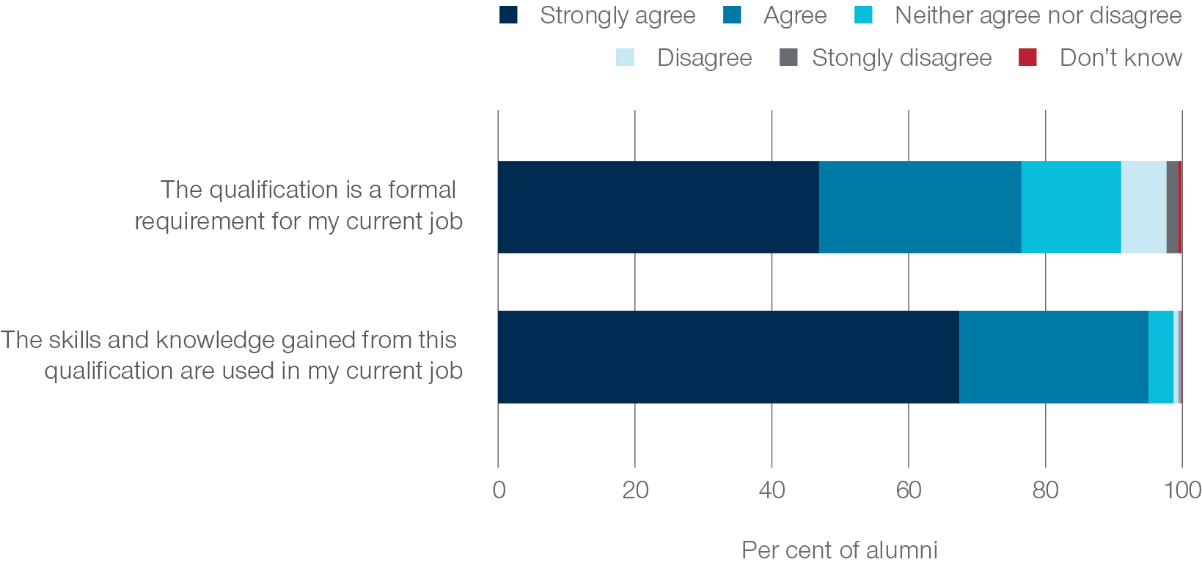 Strongly agree Agree Neither agree nor disagree
Disagree Stongly disagree Don’t know
The qualification is a formal
requirement for my current job
The skills and knowledge gained from this
qualification are used in my current job
0 20 40 60 80 100
Per cent of alumni